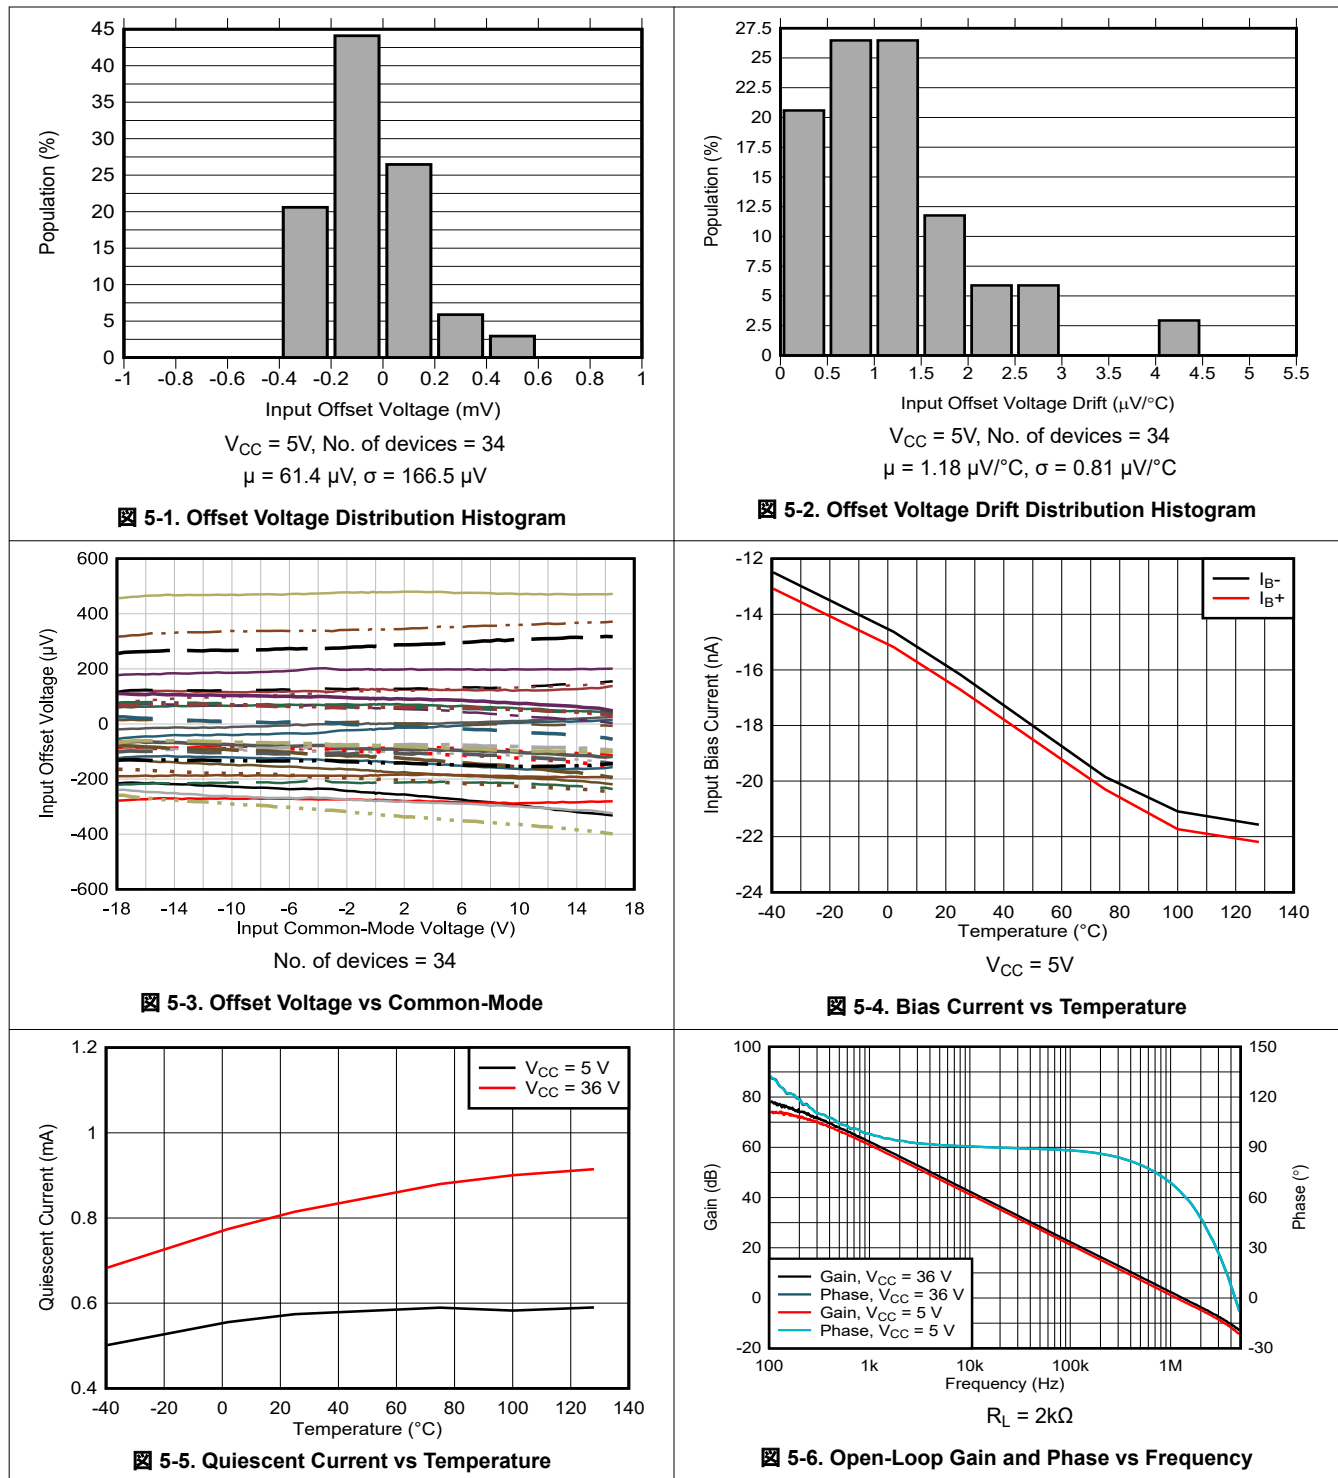 45
40
35
30
25
20
15
10
5
0
Population (%)
-1 -0.8 -0.6 -0.4 -0.2 0 0.2 0.4 0.6 0.8 1
Input Offset Voltage (mV)
V_CC = 5V, No. of devices = 34
μ = 61.4 μV, σ = 166.5 μV
図 5-1. Offset Voltage Distribution Histogram
27.5
25
22.5
20
17.5
15
12.5
10
7.5
5
2.5
0
Population (%)
0 0.5 1 1.5 2 2.5 3 3.5 4 4.5 5 5.5
Input Offset Voltage Drift (μV/°C)
V_CC = 5V, No. of devices = 34
μ = 1.18 μV/°C, σ = 0.81 μV/°C
図 5-2. Offset Voltage Drift Distribution Histogram
600
400
200
0
-200
-400
-600
Input Offset Voltage (μV)
-18 -14 -10 -6 -2 2 6 10 14 18
Input Common-Mode Voltage (V)
No. of devices = 34
図 5-3. Offset Voltage vs Common-Mode
-12
-14
-16
-18
-20
-22
-24
Input Bias Current (nA)
I_B-
I_B+
-40 -20 0 20 40 60 80 100 120 140
Temperature (°C)
V_CC = 5V
図 5-4. Bias Current vs Temperature
1.2
1
0.8
0.6
0.4
Quiescent Current (mA)
V_CC = 5 V
V_CC = 36 V
-40 -20 0 20 40 60 80 100 120 140
Temperature (°C)
図 5-5. Quiescent Current vs Temperature
100
80
60
40
20
0
-20
Gain (dB)
150
120
90
60
30
0
-30
Phase (°)
Gain, V_CC = 36 V
Phase, V_CC = 36 V
Gain, V_CC = 5 V
Phase, V_CC = 5 V
100 1k 10k 100k 1M
Frequency (Hz)
R_L = 2kΩ
図 5-6. Open-Loop Gain and Phase vs Frequency